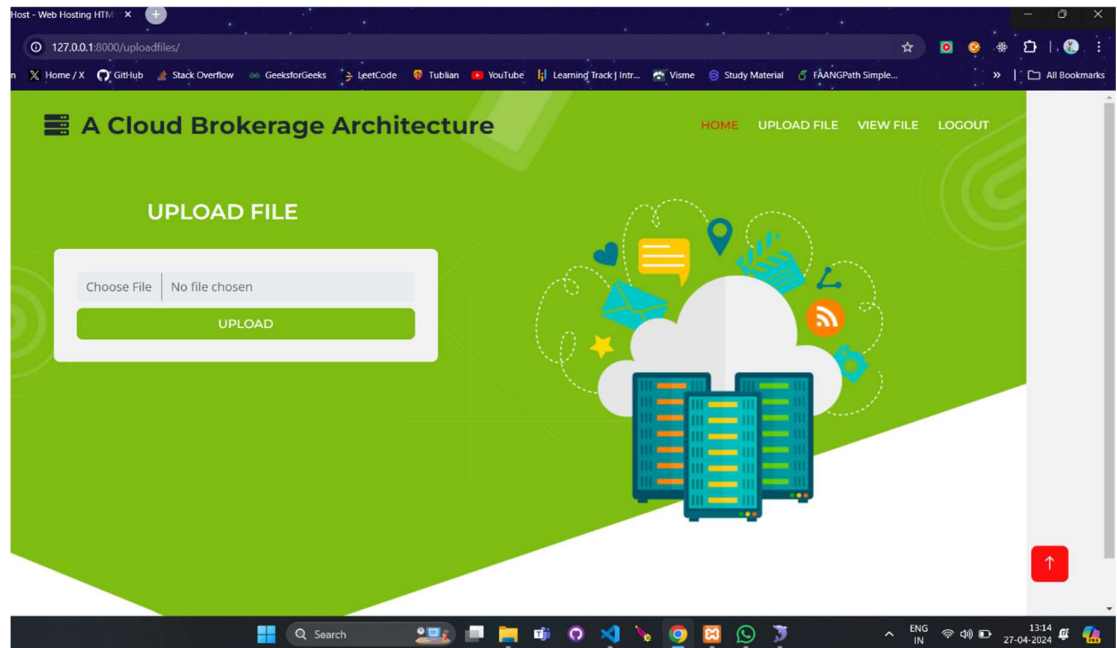 Host - Web Hosting HTM
127.0.0.1:8000/uploadfiles/
n Home / X GitHub Stack Overflow GeeksforGeeks LeetCode Tublian YouTube Learning Track | Intr... Visme Study Material FAANGPath Simple... » All Bookmarks
A Cloud Brokerage Architecture
HOME UPLOAD FILE VIEW FILE LOGOUT
UPLOAD FILE
Choose File No file chosen
UPLOAD
Search
ENG
IN
13:14
27-04-2024